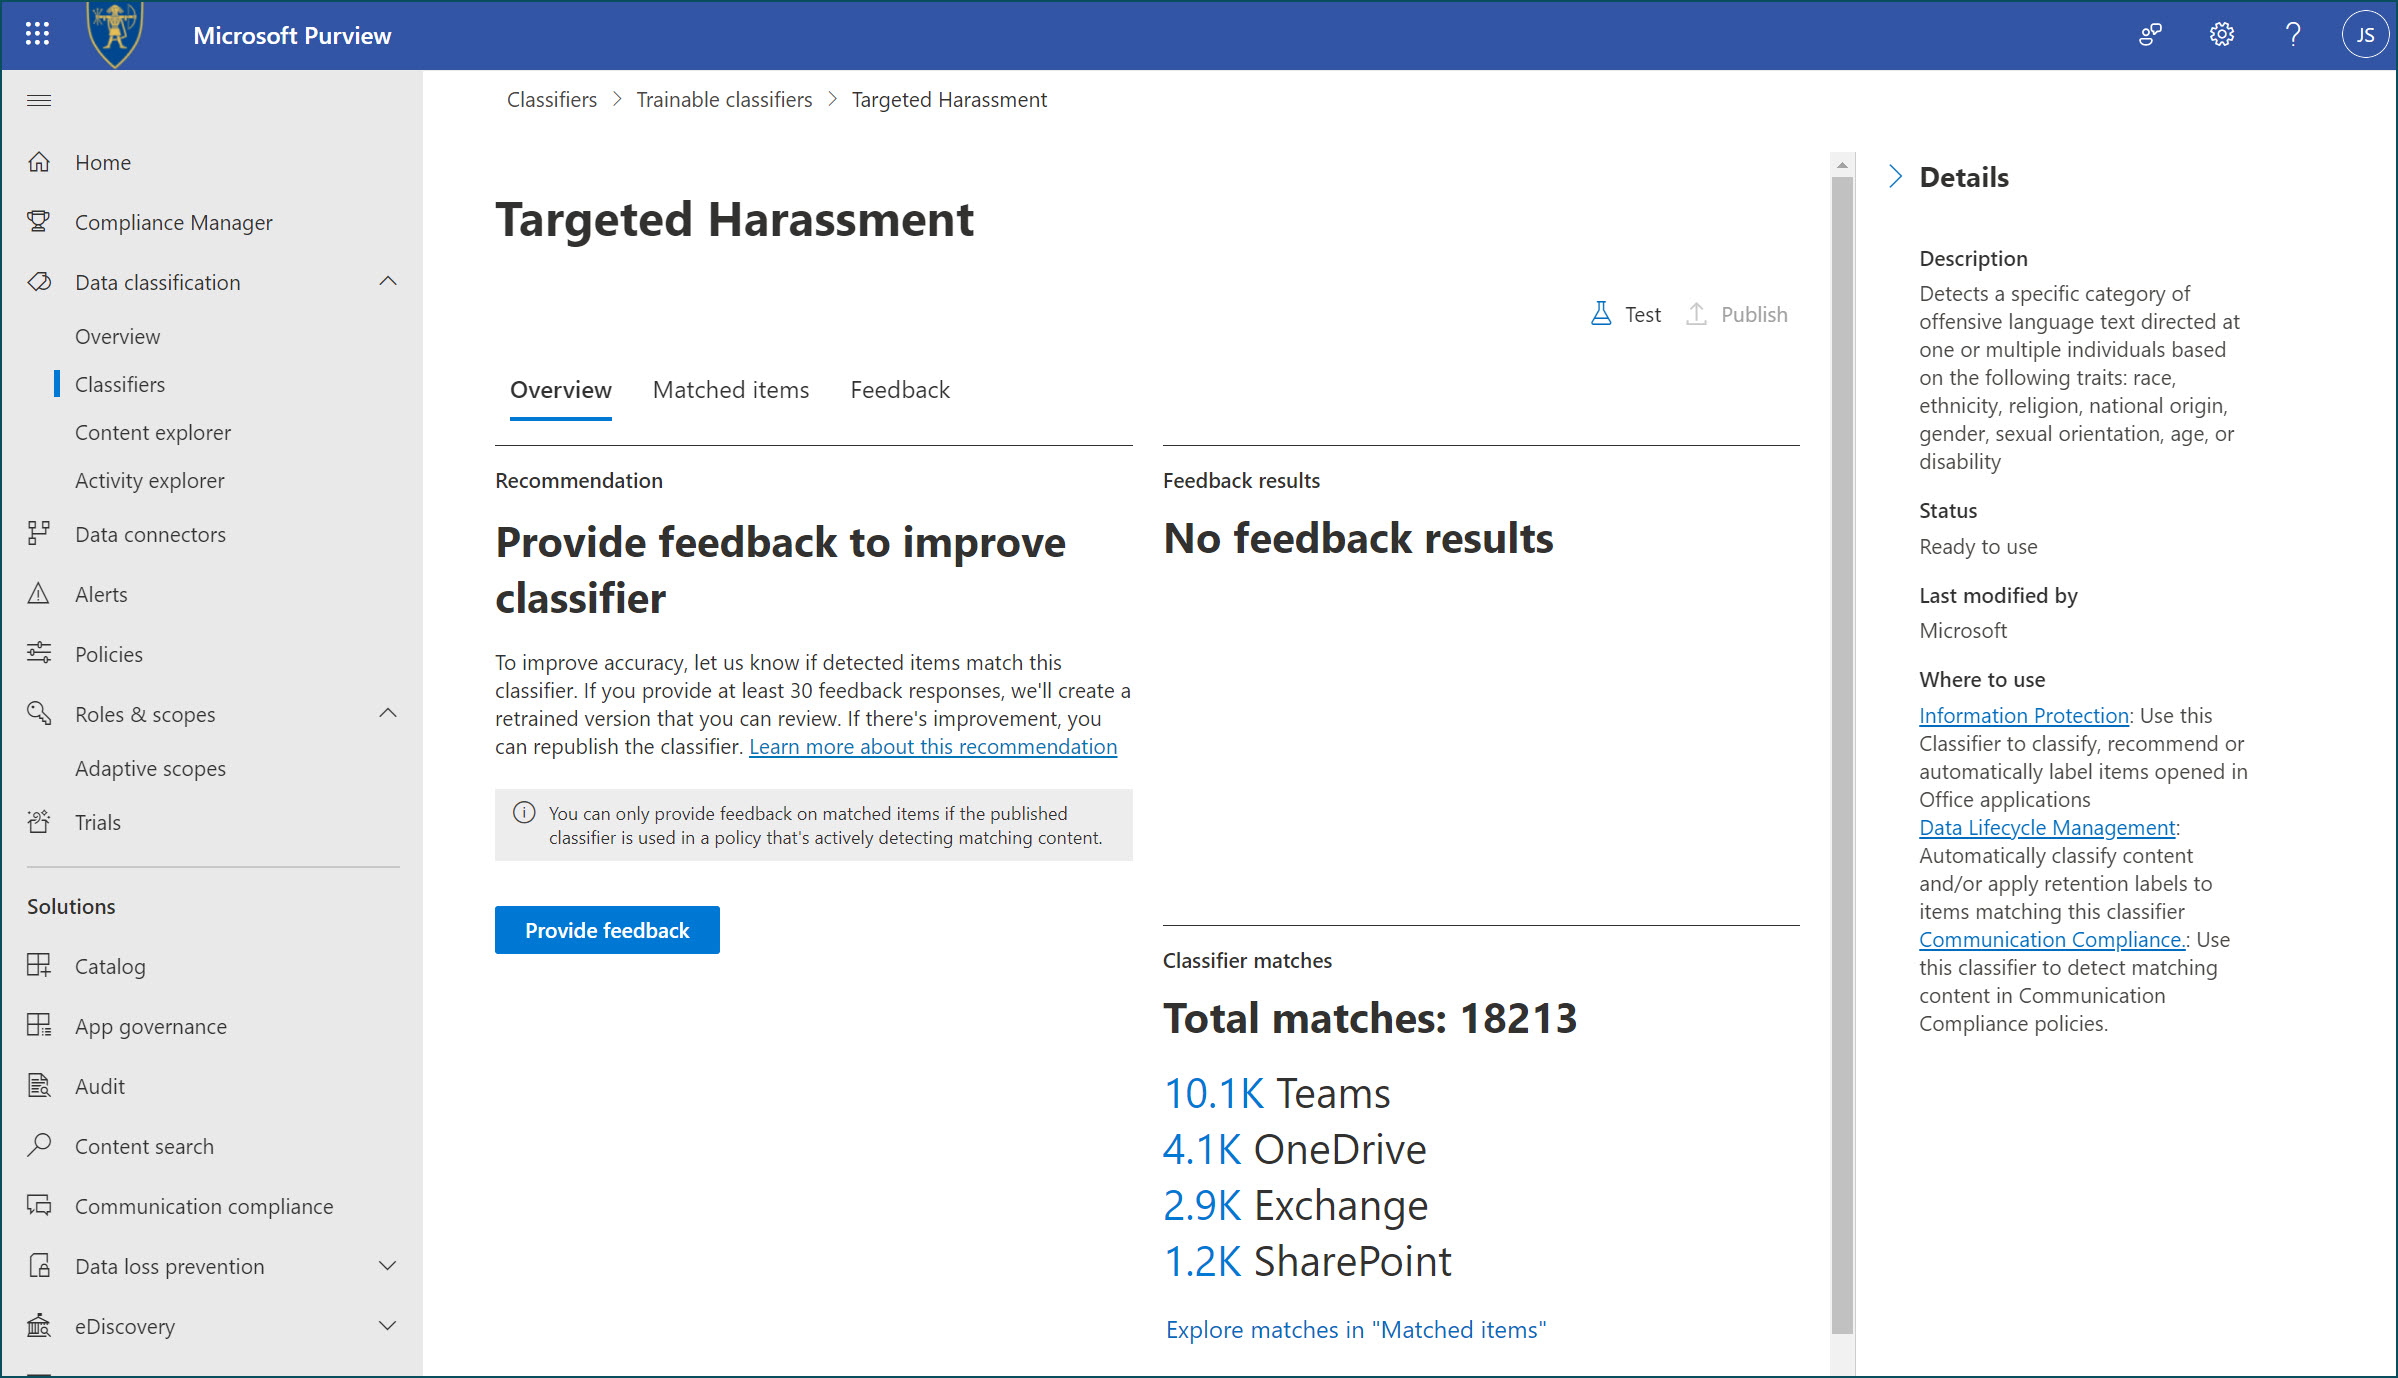 Microsoft Purview
JS
Home
Compliance Manager
Data classification
Overview
Classifiers
Content explorer
Activity explorer
Data connectors
Alerts
Policies
Roles & scopes
Adaptive scopes
Trials
Solutions
Catalog
App governance
Audit
Content search
Communication compliance
Data loss prevention
eDiscovery
Classifiers > Trainable classifiers > Targeted Harassment
Targeted Harassment
Test Publish
Overview Matched items Feedback
Recommendation
Provide feedback to improve
classifier
To improve accuracy, let us know if detected items match this
classifier. If you provide at least 30 feedback responses, we'll create a
retrained version that you can review. If there's improvement, you
can republish the classifier. Learn more about this recommendation
You can only provide feedback on matched items if the published
classifier is used in a policy that's actively detecting matching content.
Provide feedback
Feedback results
No feedback results
Classifier matches
Total matches: 18213
10.1K Teams
4.1K OneDrive
2.9K Exchange
1.2K SharePoint
Explore matches in "Matched items"
Details
Description
Detects a specific category of
offensive language text directed at
one or multiple individuals based
on the following traits: race,
ethnicity, religion, national origin,
gender, sexual orientation, age, or
disability
Status
Ready to use
Last modified by
Microsoft
Where to use
Information Protection: Use this
Classifier to classify, recommend or
automatically label items opened in
Office applications
Data Lifecycle Management:
Automatically classify content
and/or apply retention labels to
items matching this classifier
Communication Compliance.: Use
this classifier to detect matching
content in Communication
Compliance policies.